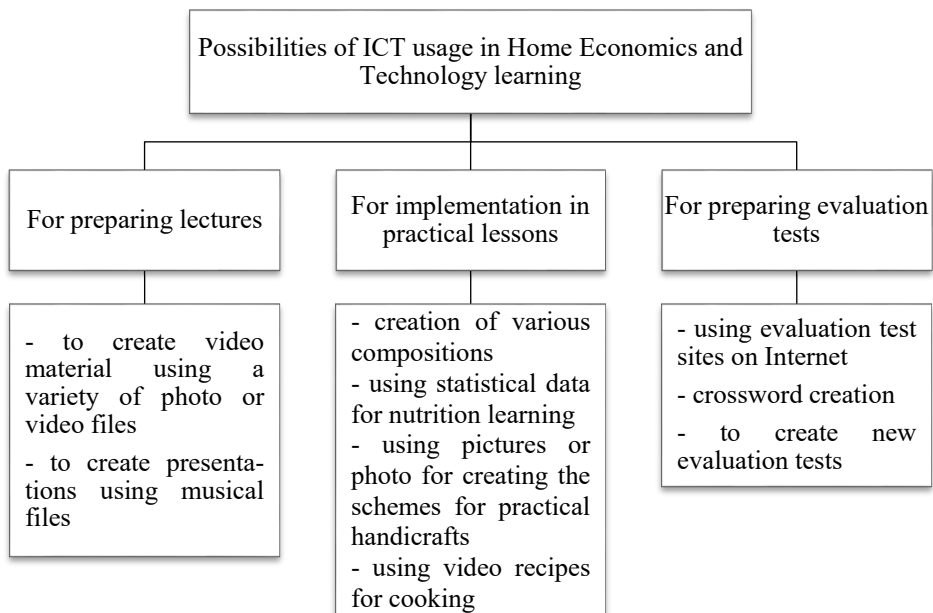 Possibilities of ICT usage in Home Economics and
Technology learning
For preparing lectures
For implementation in
practical lessons
For preparing evaluation
tests
- to create video
material using a
variety of photo or
video files
- to create presenta-
tions using musical
files
- creation of various
compositions
- using statistical data
for nutrition learning
- using pictures or
photo for creating the
schemes for practical
handicrafts
- using video recipes
for cooking
- using evaluation test
sites on Internet
- crossword creation
- to create new
evaluation tests